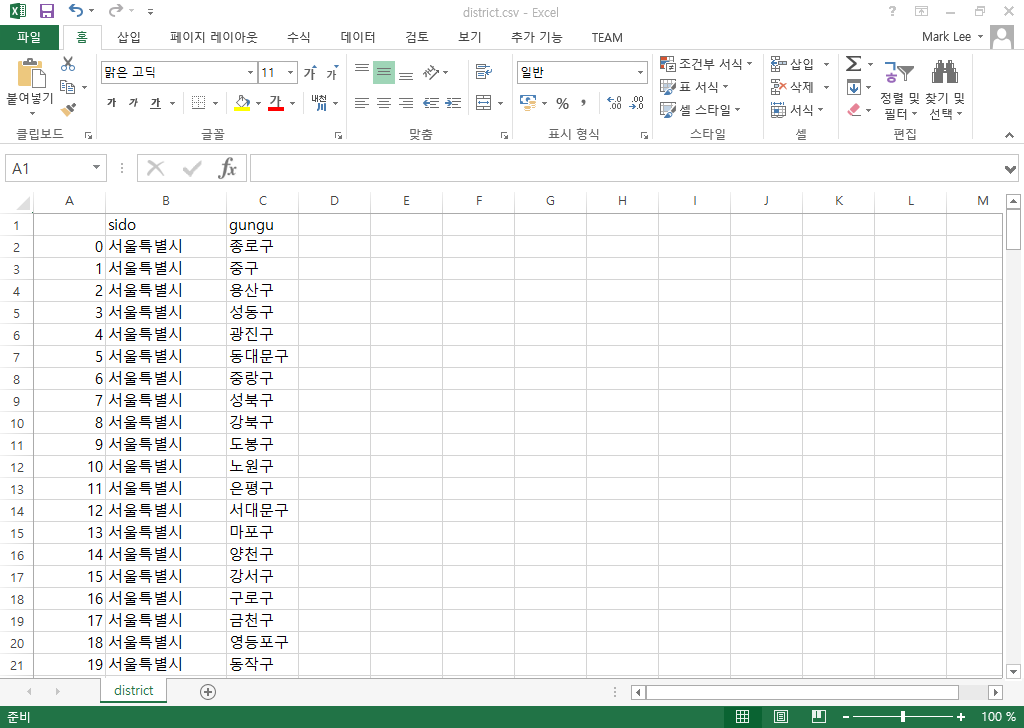 district.csv - Excel
파일 홈 삽입 페이지 레이아웃 수식 데이터 검토 보기 추가 기능 TEAM Mark Lee
붙여넣기
맑은 고딕 11 가 가
가 가 가 내천
일반
% , .00 .0
조건부 서식
표 서식
셀 스타일
삽입
삭제
서식
정렬 및 필터
찾기 및 선택
클립보드 글꼴 맞춤 표시 형식 스타일 셀 편집
A1 fx
A B C D E F G H I J K L M
1 sido gungu
2 0 서울특별시 종로구
3 1 서울특별시 중구
4 2 서울특별시 용산구
5 3 서울특별시 성동구
6 4 서울특별시 광진구
7 5 서울특별시 동대문구
8 6 서울특별시 중랑구
9 7 서울특별시 성북구
10 8 서울특별시 강북구
11 9 서울특별시 도봉구
12 10 서울특별시 노원구
13 11 서울특별시 은평구
14 12 서울특별시 서대문구
15 13 서울특별시 마포구
16 14 서울특별시 양천구
17 15 서울특별시 강서구
18 16 서울특별시 구로구
19 17 서울특별시 금천구
20 18 서울특별시 영등포구
21 19 서울특별시 동작구
district
준비 100 %